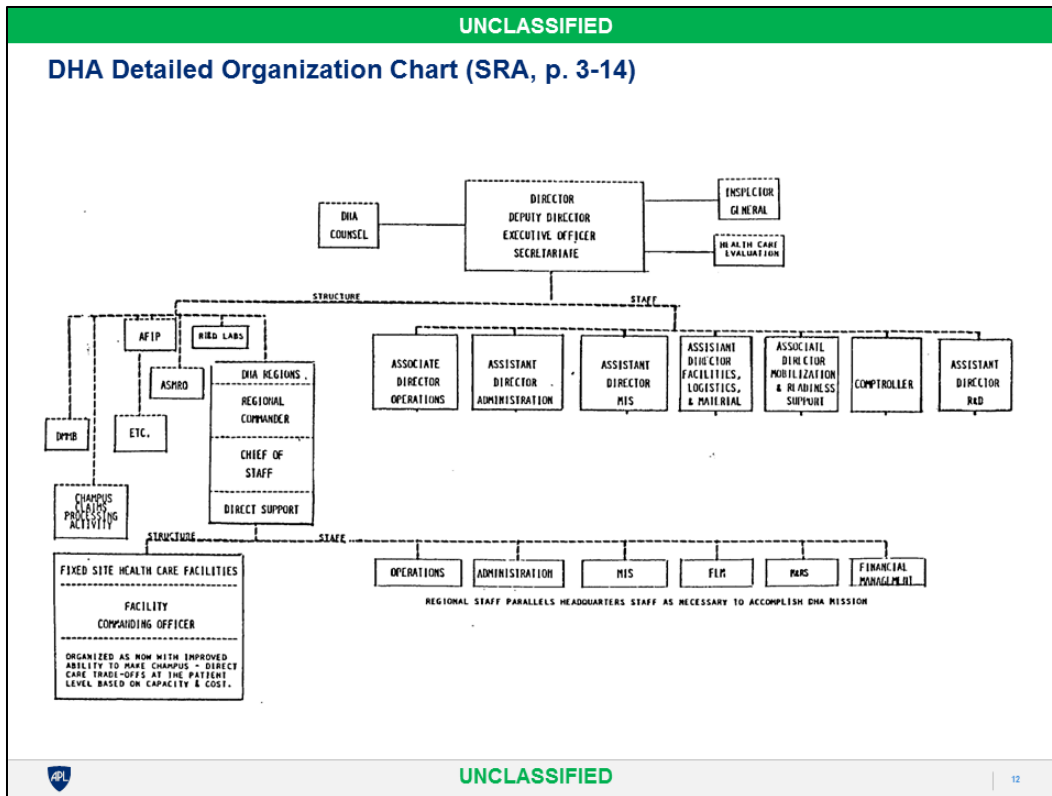 UNCLASSIFIED
DHA Detailed Organization Chart (SRA, p. 3-14)
DIRECTOR
DEPUTY DIRECTOR
EXECUTIVE OFFICER
SECRETARIATE
DHA
COUNSEL
INSPECTOR
GENERAL
HEALTH CARE
EVALUATION
STRUCTURE
STAFF
AFIP
ASMRO
DMMB
ETC.
CHAMPUS
CLAIMS
PROCESSING
ACTIVITY
LABS
DHA REGIONS
REGIONAL
COMMANDER
CHIEF OF
STAFF
DIRECT SUPPORT
ASSOCIATE
DIRECTOR
OPERATIONS
ASSISTANT
DIRECTOR
ADMINISTRATION
ASSISTANT
DIRECTOR
MIS
ASSISTANT
DIRECTOR
FACILITIES,
LOGISTICS,
& MATERIAL
ASSOCIATE
DIRECTOR
MOBILIZATION
& READINESS
SUPPORT
COMPTROLLER
ASSISTANT
DIRECTOR
R&D
STRUCTURE
STAFF
FIXED SITE HEALTH CARE FACILITIES
FACILITY
COMMANDING OFFICER
ORGANIZED AS NOW WITH IMPROVED
ABILITY TO MAKE CHAMPUS - DIRECT
CARE TRADE-OFFS AT THE PATIENT
LEVEL BASED ON CAPACITY & COST.
OPERATIONS
ADMINISTRATION
MIS
FLM
M&RS
FINANCIAL
MANAGEMENT
REGIONAL STAFF PARALLELS HEADQUARTERS STAFF AS NECESSARY TO ACCOMPLISH DHA MISSION
APL
UNCLASSIFIED
12